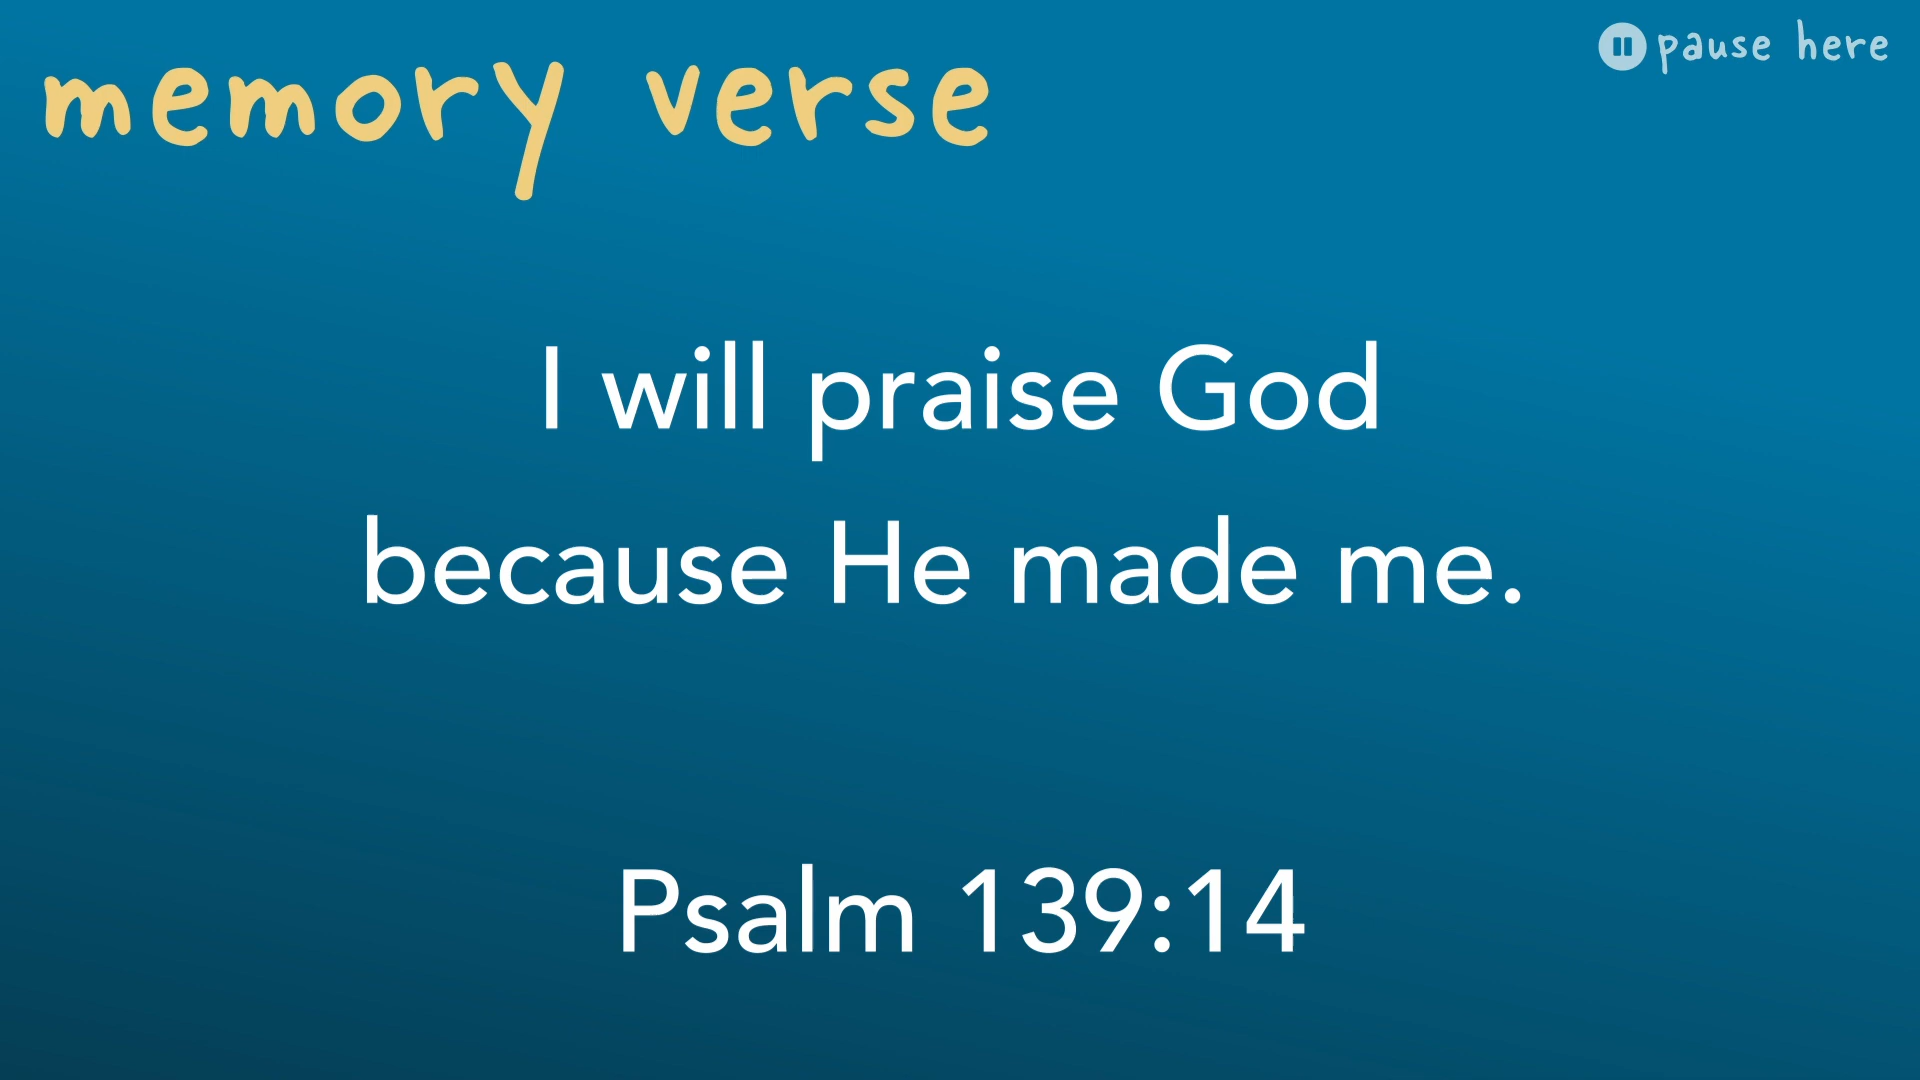 memory verse
pause here
I will praise God
because He made me.
Psalm 139:14